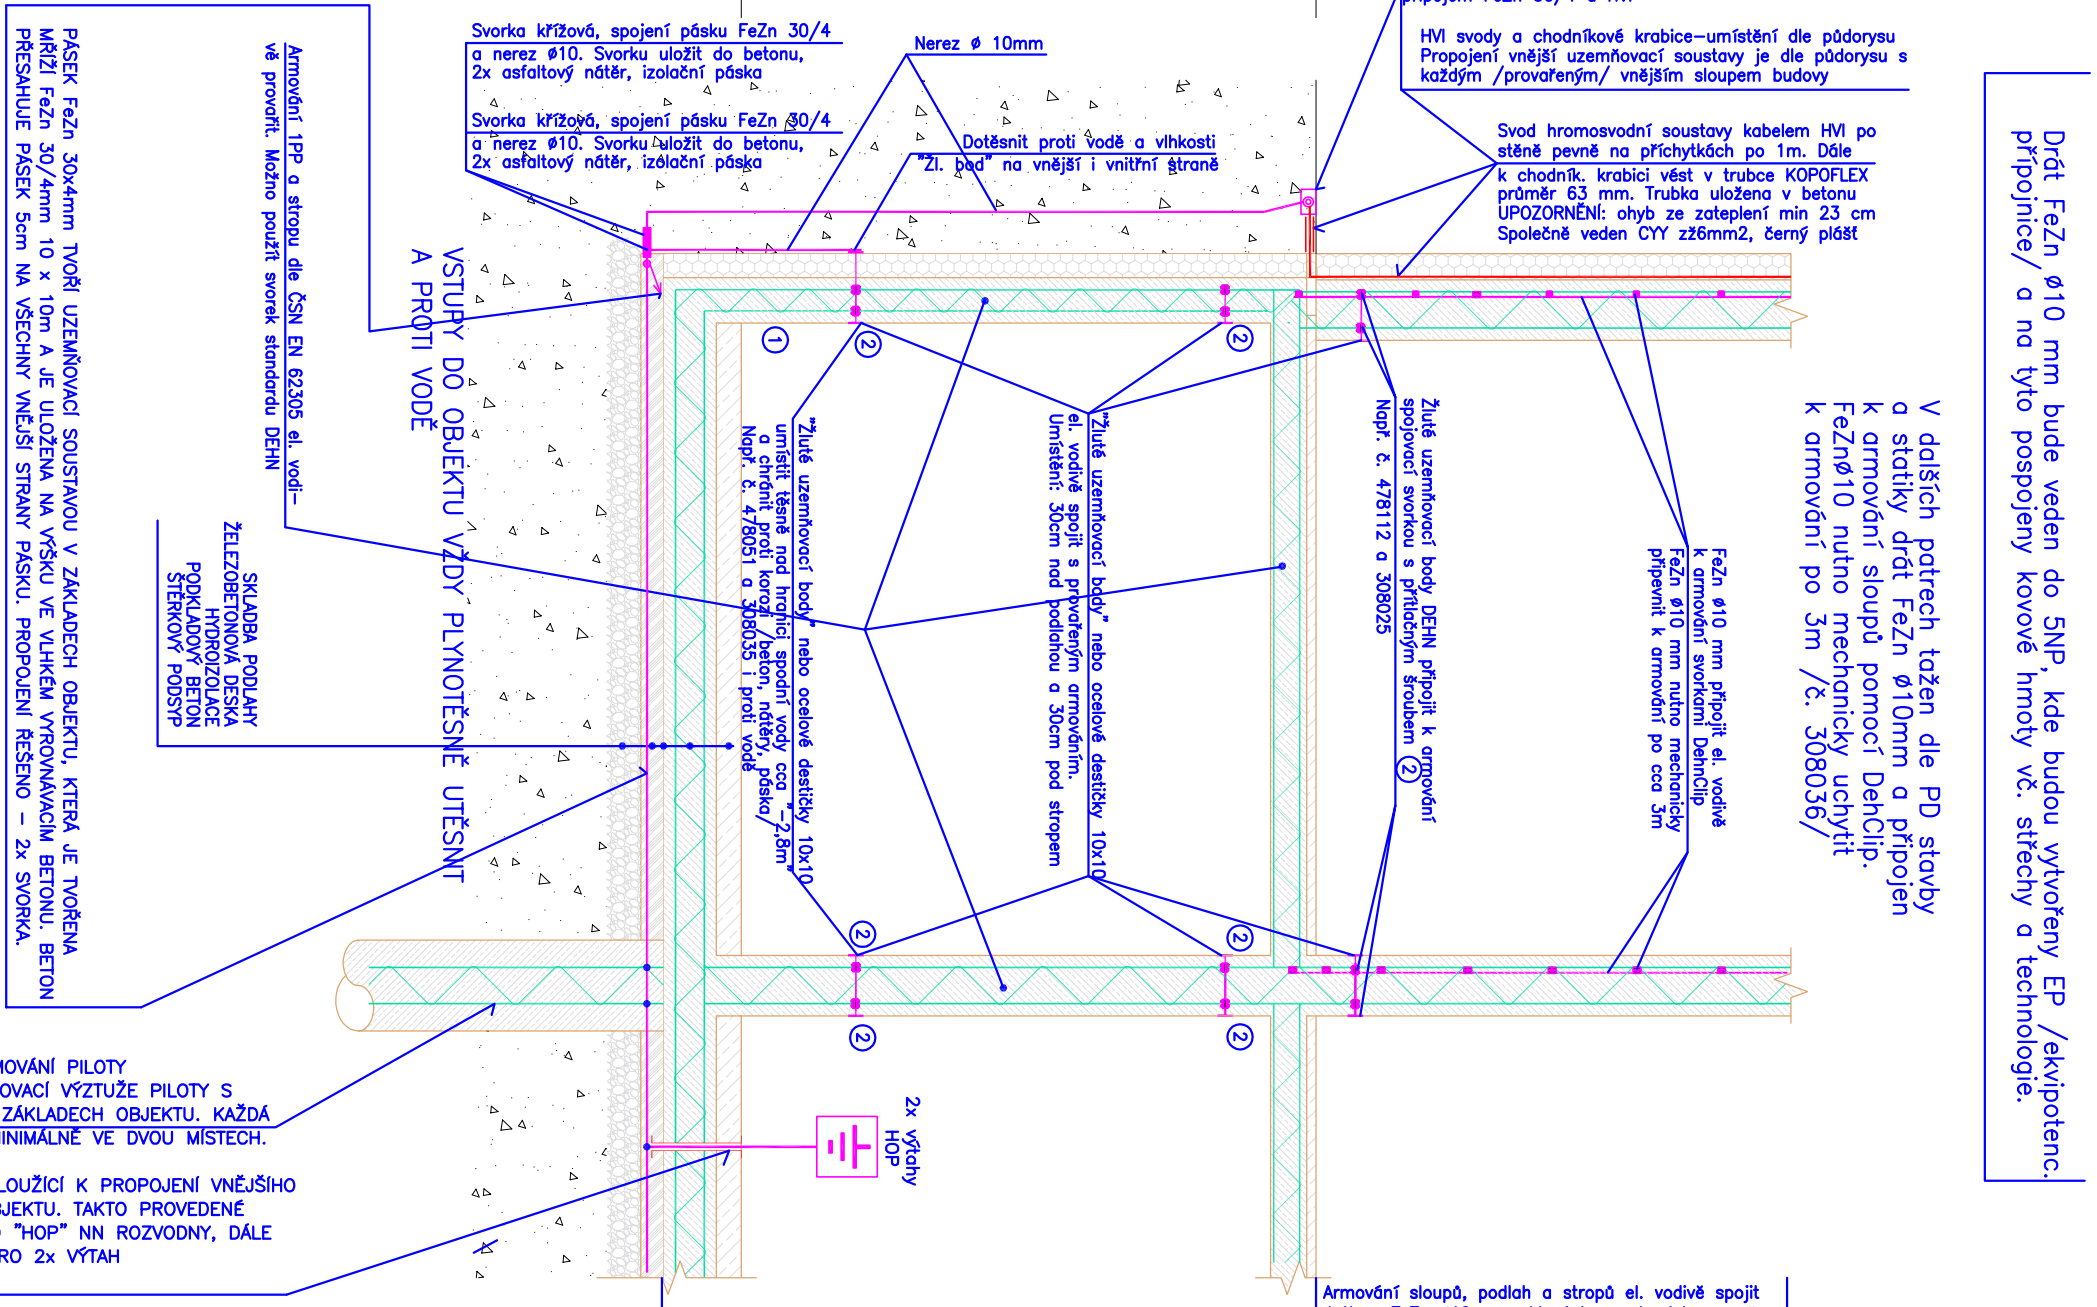 Svorka křížová, spojení pásku FeZn 30/4
a nerez ø10. Svorku uložit do betonu,
2x asfaltový nátěr, izolační páska
Svorka křížová, spojení pásku FeZn 30/4
a nerez ø10. Svorku uložit do betonu,
2x asfaltový nátěr, izolační páska
Nerez ø 10mm
Dotěsnit proti vodě a vlhkosti
"Zl. bod" na vnější i vnitřní straně
HVI svody a chodníkové krabice-umístění dle půdorysu
Propojení vnější uzemňovací soustavy je dle půdorysu s
každým /provařeným/ vnějším sloupem budovy
Svod hromosvodní soustavy kabelem HVI po
stěně pevně na příchytkách po 1m. Dále
k chodník. krabici vést v trubce KOPOFLEX
průměr 63 mm. Trubka uložena v betonu
UPOZORNĚNÍ: ohyb ze zateplení min 23 cm
Společně veden CYY zž6mm2, černý plášť
Drát FeZn ø10 mm bude veden do 5NP, kde budou vytvořeny EP /ekvipotenc.
přípojnice/ a na tyto pospojeny kovové hmoty vč. střechy a technologie.
V dalších patrech tažen dle PD stavby
a statiky drát FeZn ø10mm a připojen
k armování sloupů pomocí DehClip.
FeZnø10 nutno mechanicky uchytit
k armování po 3m /č. 308036/
FeZn ø10 mm připojit el. vodivě
k armování svorkami DehnClip
FeZn ø10 mm nutno mechanicky
připevnit k armování po cca 3m
Žluté uzemňovací body DEHN připojit k armování
spojovací svorkou s přítlačným šroubem 2
Např. č. 478112 a 308025
"Žluté uzemňovací body" nebo ocelové destičky 10x10
el. vodivě spojit s provařeným armováním.
Umístění: 30cm nad podlahou a 30cm pod stropem
"Žluté uzemňovací body" nebo ocelové destičky 10x10
umístit těsně nad hranicí spodní vody cca "-2,8m"
a chránit proti korozi /beton, nátěry, páska/
Např. č. 478051 a 308035 i proti vodě
1
2
2
2
2
2
2
VSTUPY DO OBJEKTU VŽDY PLYNOTĚSNĚ UTĚSNIT
A PROTI VODĚ
Armování 1PP a stropu dle ČSN EN 62305 el. vodi-
vě provařit. Možno použít svorek standardu DEHN
SKLADBA PODLAHY
ŽELEZOBETONOVÁ DESKA
HYDROIZOLACE
PODKLADOVÝ BETON
ŠTĚRKOVÝ PODSYP
PÁSEK FeZn 30x4mm TVOŘÍ UZEMŇOVACÍ SOUSTAVOU V ZÁKLADECH OBJEKTU, KTERÁ JE TVOŘENA
MŘÍŽÍ FeZn 30/4mm 10 x 10m A JE ULOŽENA NA VÝŠKU VE VLHKÉM VYROVNÁVACÍM BETONU. BETON
PŘESAHUJE PÁSEK 5cm NA VŠECHNY VNĚJŠÍ STRANY PÁSKU. PROPOJENÍ ŘEŠENO - 2x SVORKA.
MOVÁNÍ PILOTY
OVACÍ VÝZTUŽE PILOTY S
ZÁKLADECH OBJEKTU. KAŽDÁ
MINIMÁLNĚ VE DVOU MÍSTECH.
LOUŽÍCÍ K PROPOJENÍ VNĚJŠÍHO
BJEKTU. TAKTO PROVEDENÉ
"HOP" NN ROZVODNY, DÁLE
RO 2x VÝTAH
2x výtahy
HOP
Armování sloupů, podlah a stropů el. vodivě spojit